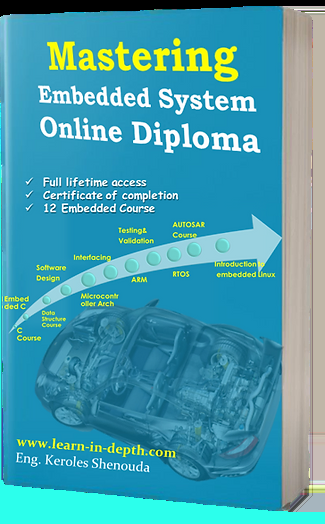 Mastering
Embedded System
Online Diploma
✓ Full lifetime access
✓ Certificate of completion
✓ 12 Embedded Course
AUTOSAR
Course
Testing&
Validation
Interfacing
Software
Design
Embed
ded C
C
Course
Data
Structure
Course
Microcontr
oller Arch
ARM
RTOS
Introduction to
embedded Linux
www.learn-in-depth.com
Eng. Keroles Shenouda